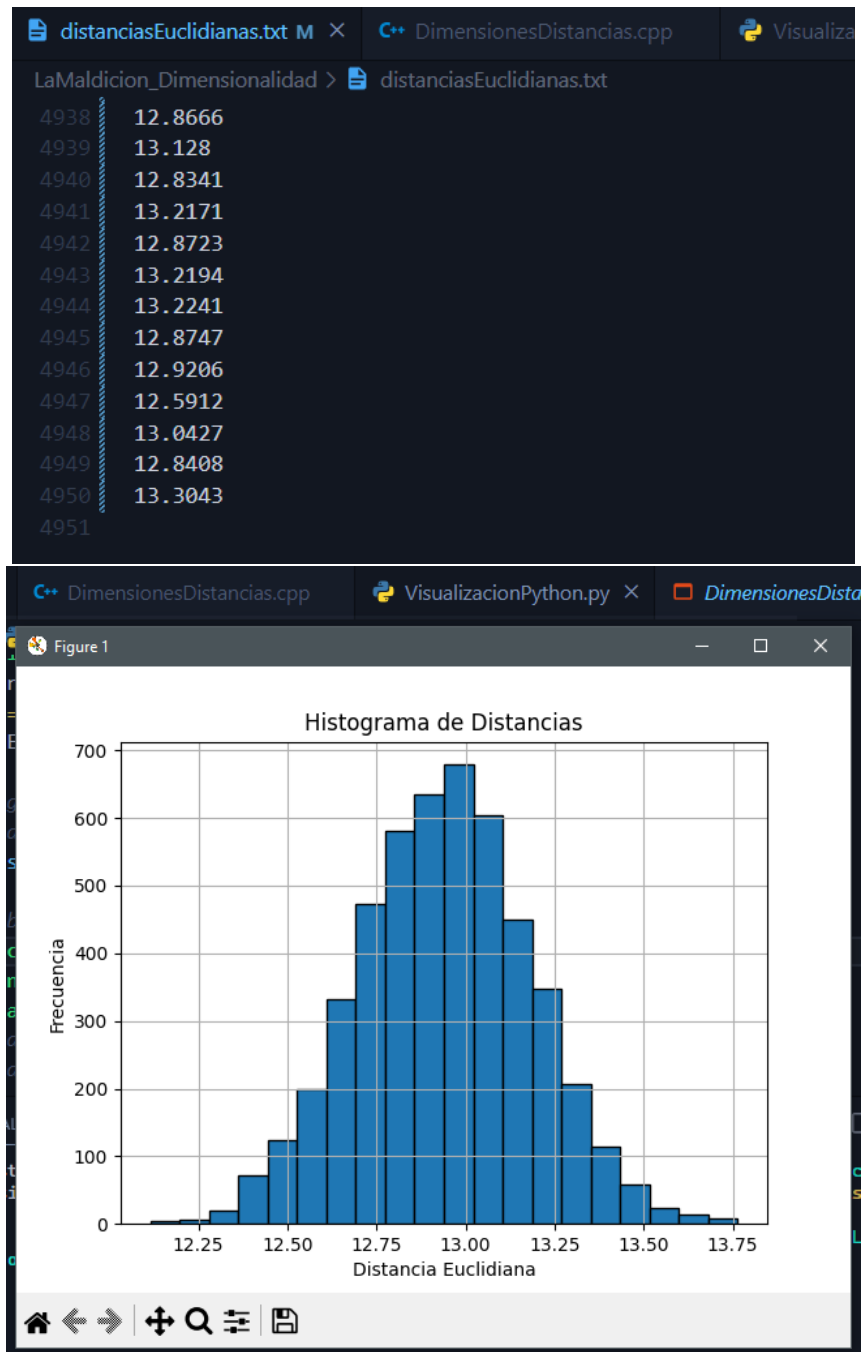 distanciasEuclidianas.txt M × C++ DimensionesDistancias.cpp Visualiza
LaMaldicion_Dimensionalidad > distanciasEuclidianas.txt
4938 12.8666
4939 13.128
4940 12.8341
4941 13.2171
4942 12.8723
4943 13.2194
4944 13.2241
4945 12.8747
4946 12.9206
4947 12.5912
4948 13.0427
4949 12.8408
4950 13.3043
4951
C++ DimensionesDistancias.cpp VisualizacionPython.py × DimensionesDista
Figure 1
Histograma de Distancias
700
600
500
400
300
200
100
0
Frecuencia
12.25 12.50 12.75 13.00 13.25 13.50 13.75
Distancia Euclidiana